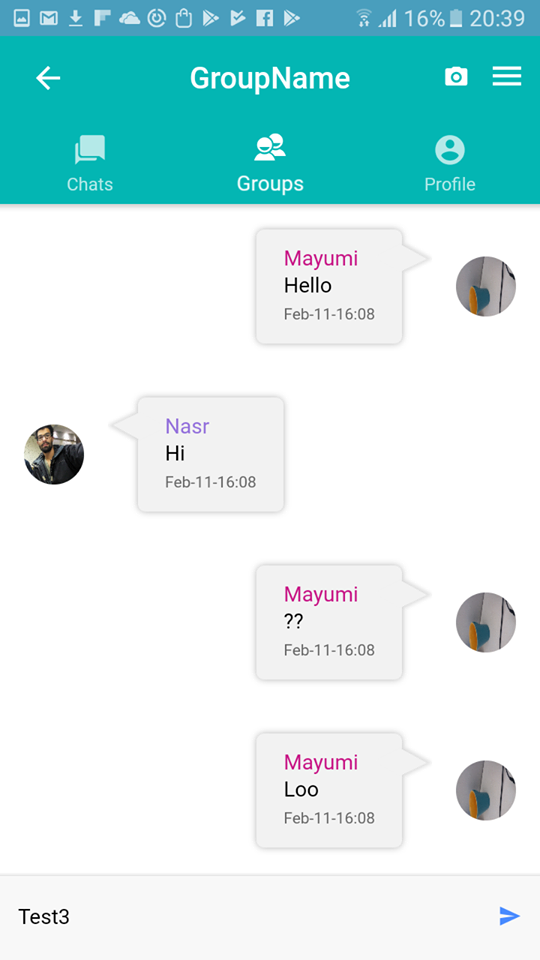 16% 20:39
GroupName
Chats Groups Profile
Mayumi
Hello
Feb-11-16:08
Nasr
Hi
Feb-11-16:08
Mayumi
??
Feb-11-16:08
Mayumi
Loo
Feb-11-16:08
Test3